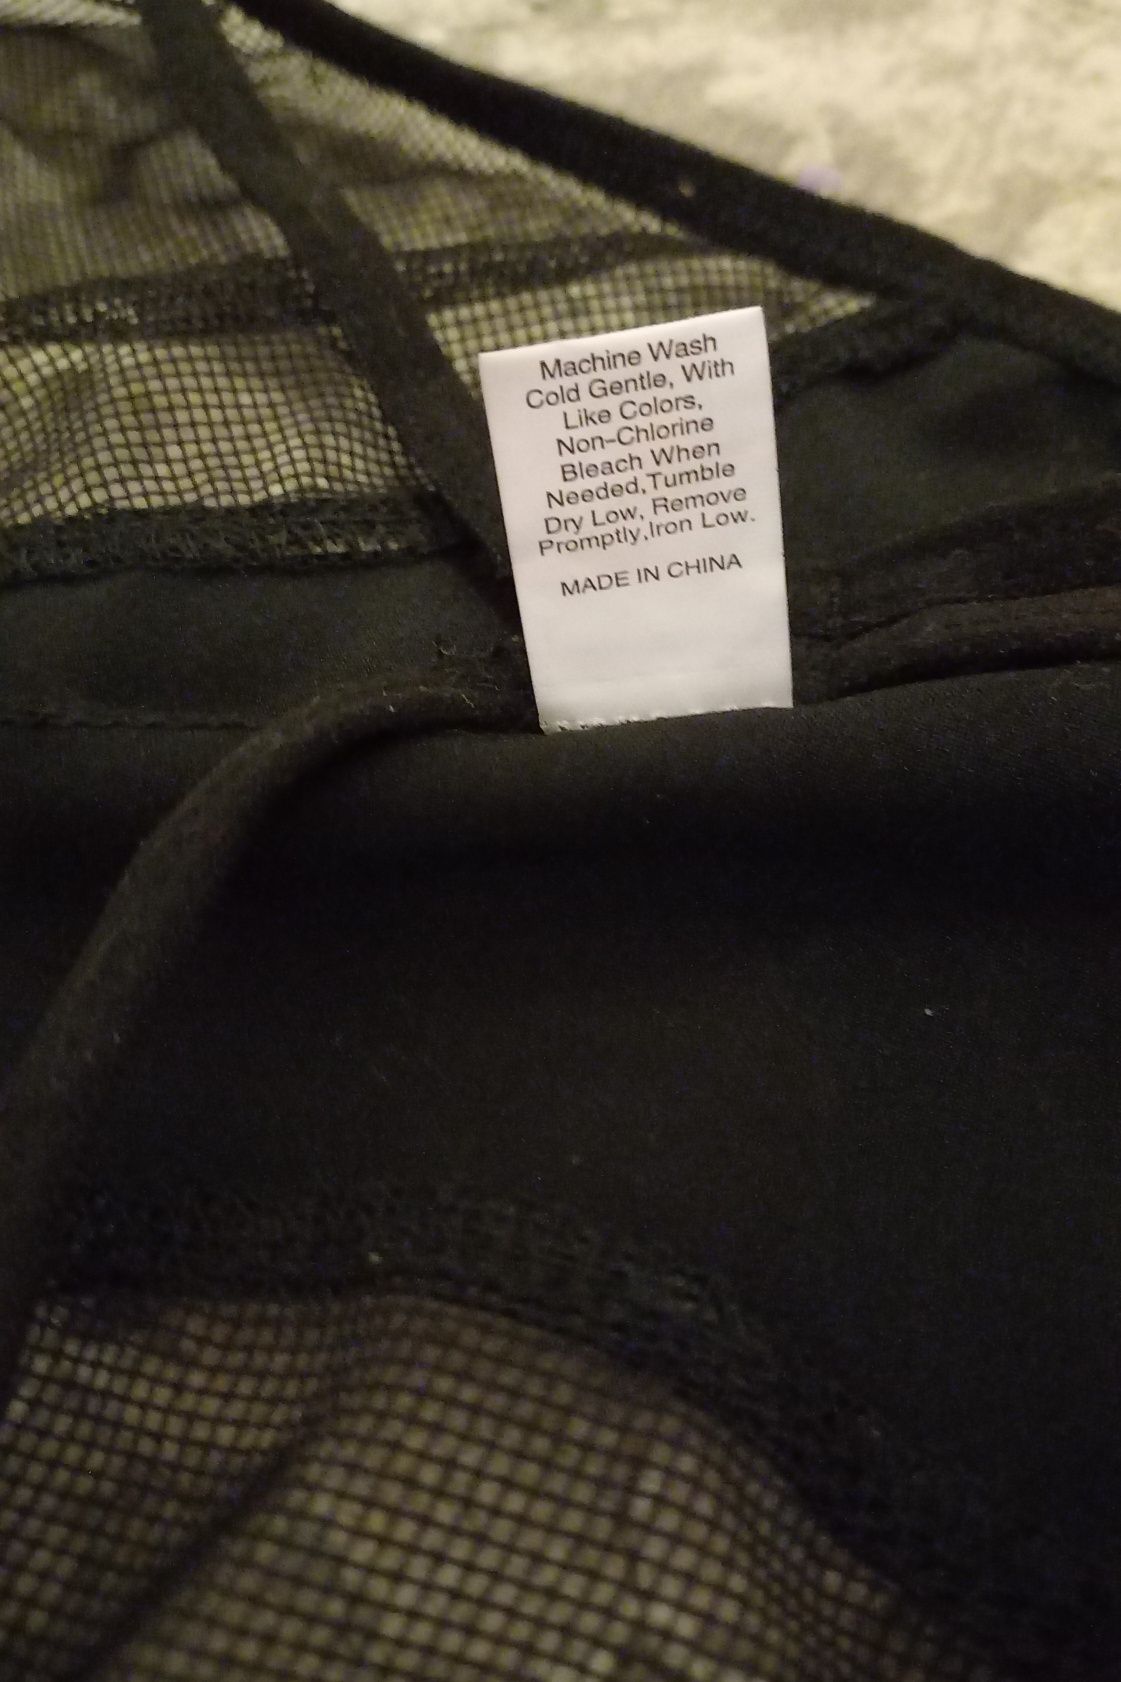 Machine Wash
Cold Gentle, With
Like Colors,
Non-Chlorine
Bleach When
Needed,Tumble
Dry Low, Remove
Promptly,Iron Low.
MADE IN CHINA